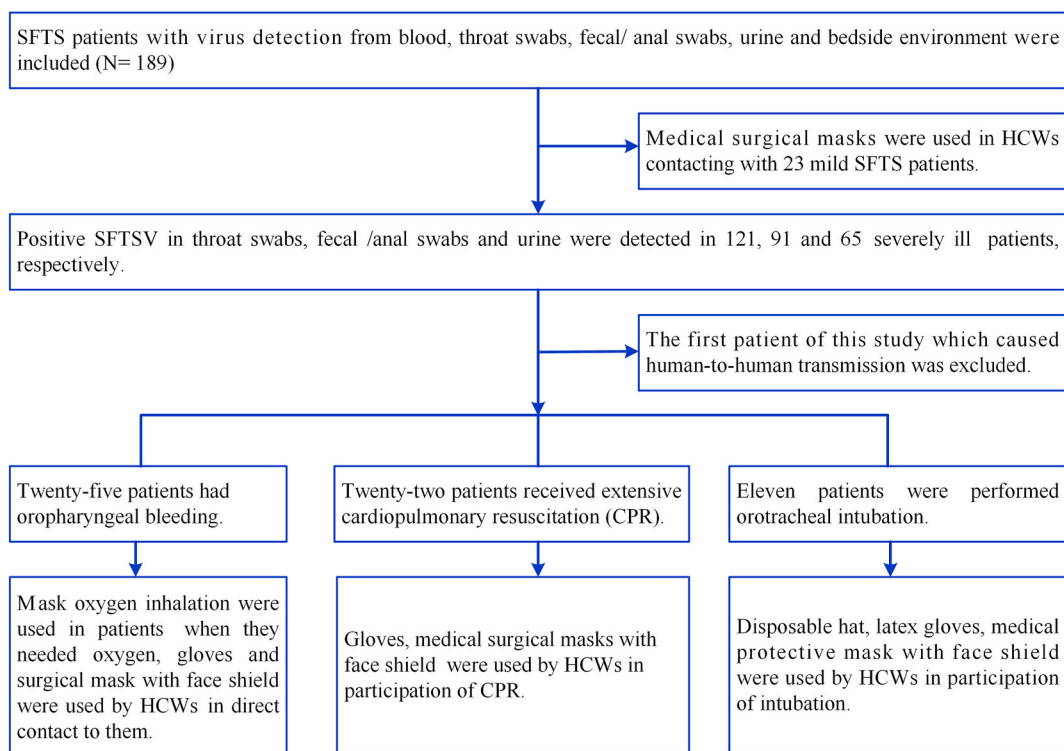 SFTS patients with virus detection from blood, throat swabs, fecal/ anal swabs, urine and bedside environment were
included (N= 189)
Medical surgical masks were used in HCWs
contacting with 23 mild SFTS patients.
Positive SFTSV in throat swabs, fecal /anal swabs and urine were detected in 121, 91 and 65 severely ill patients,
respectively.
The first patient of this study which caused
human-to-human transmission was excluded.
Twenty-five patients had
oropharyngeal bleeding.
Twenty-two patients received extensive
cardiopulmonary resuscitation (CPR).
Eleven patients were performed
orotracheal intubation.
Mask oxygen inhalation were
used in patients when they
needed oxygen, gloves and
surgical mask with face shield
were used by HCWs in direct
contact to them.
Gloves, medical surgical masks with
face shield were used by HCWs in
participation of CPR.
Disposable hat, latex gloves, medical
protective mask with face shield
were used by HCWs in participation
of intubation.